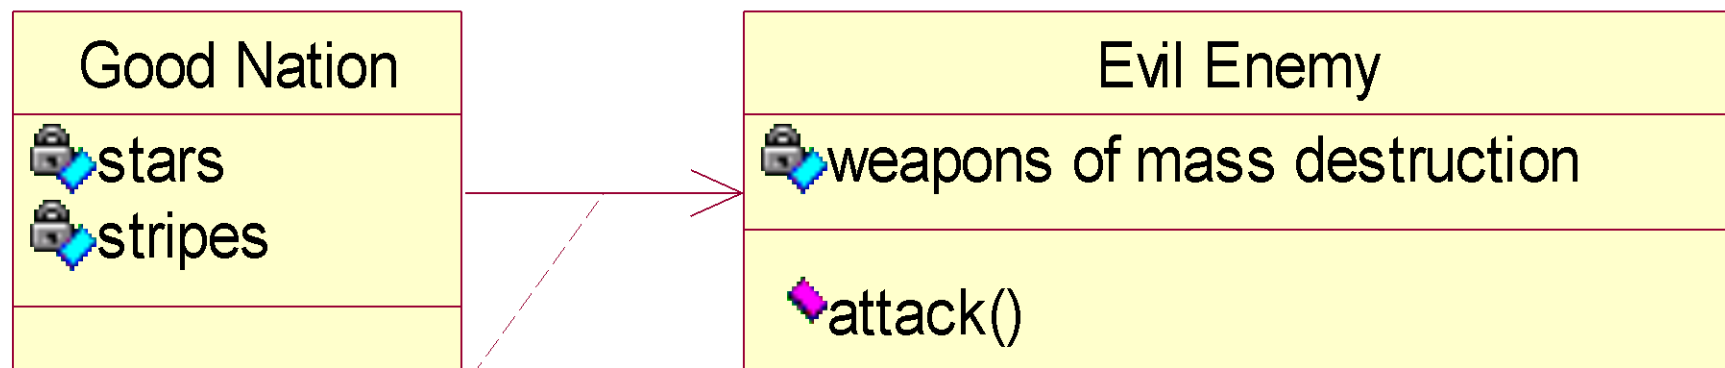 Good Nation
stars
stripes
Evil Enemy
weapons of mass destruction
attack()